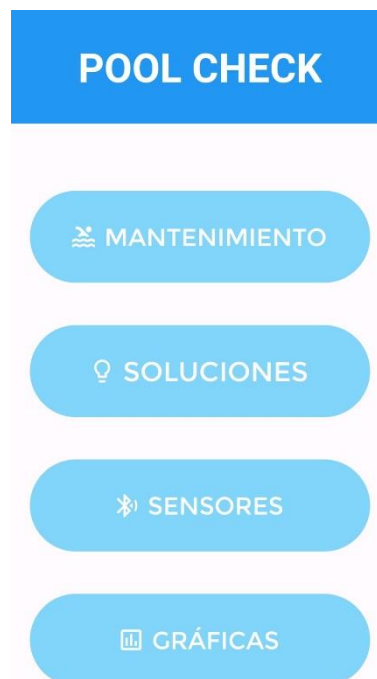 POOL CHECK
MANTENIMIENTO
SOLUCIONES
SENSORES
GRÁFICAS